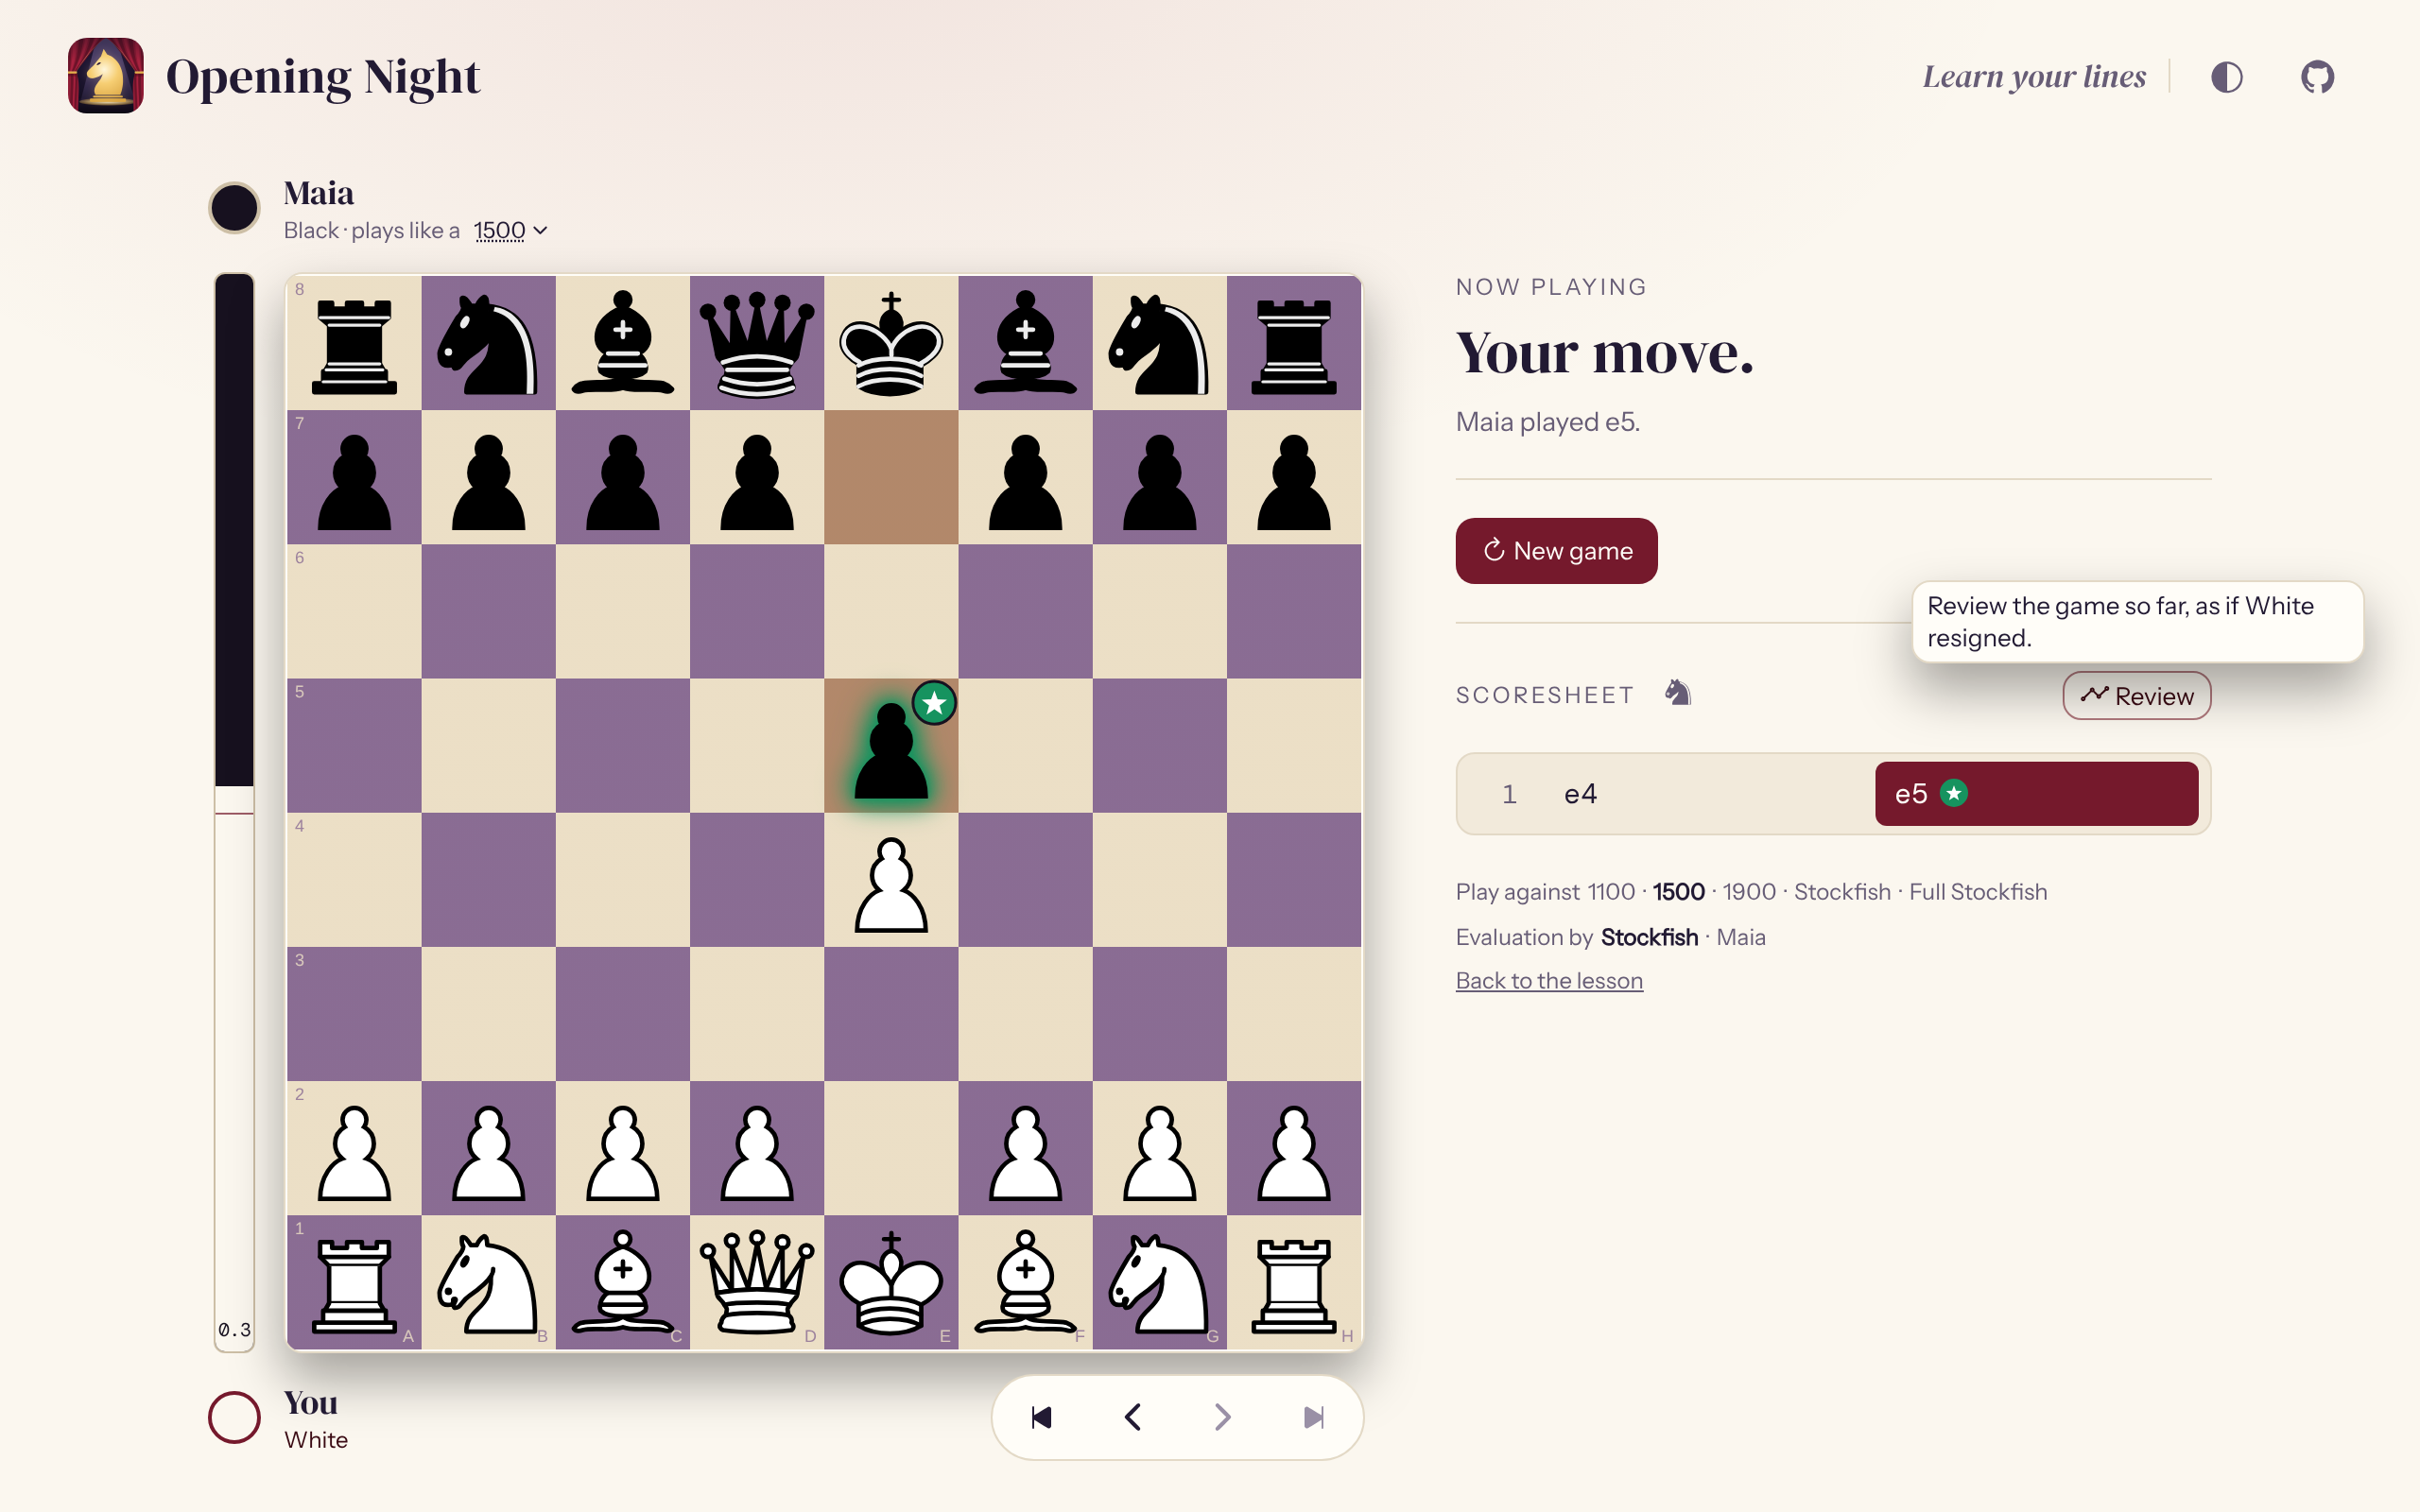 Opening Night
Learn your lines
Maia
Black · plays like a 1500
NOW PLAYING
Your move.
Maia played e5.
New game
Review the game so far, as if White
resigned.
SCORESHEET
Review
1 e4 e5
Play against 1100 · 1500 · 1900 · Stockfish · Full Stockfish
Evaluation by Stockfish · Maia
Back to the lesson
8
7
6
5
4
3
2
1
A B C D E F G H
0.3
You
White